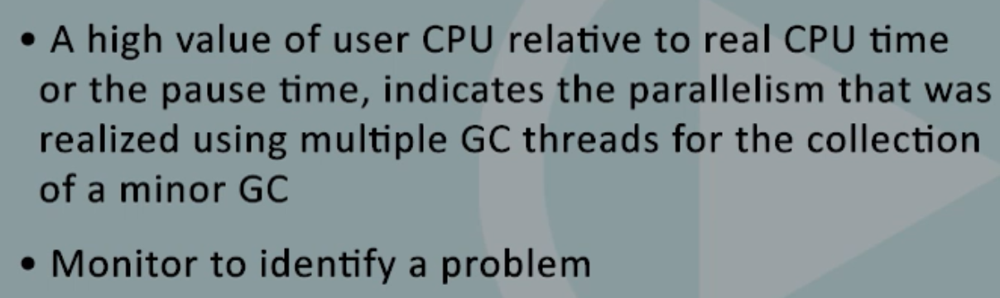 • A high value of user CPU relative to real CPU time
or the pause time, indicates the parallelism that was
realized using multiple GC threads for the collection
of a minor GC
• Monitor to identify a problem